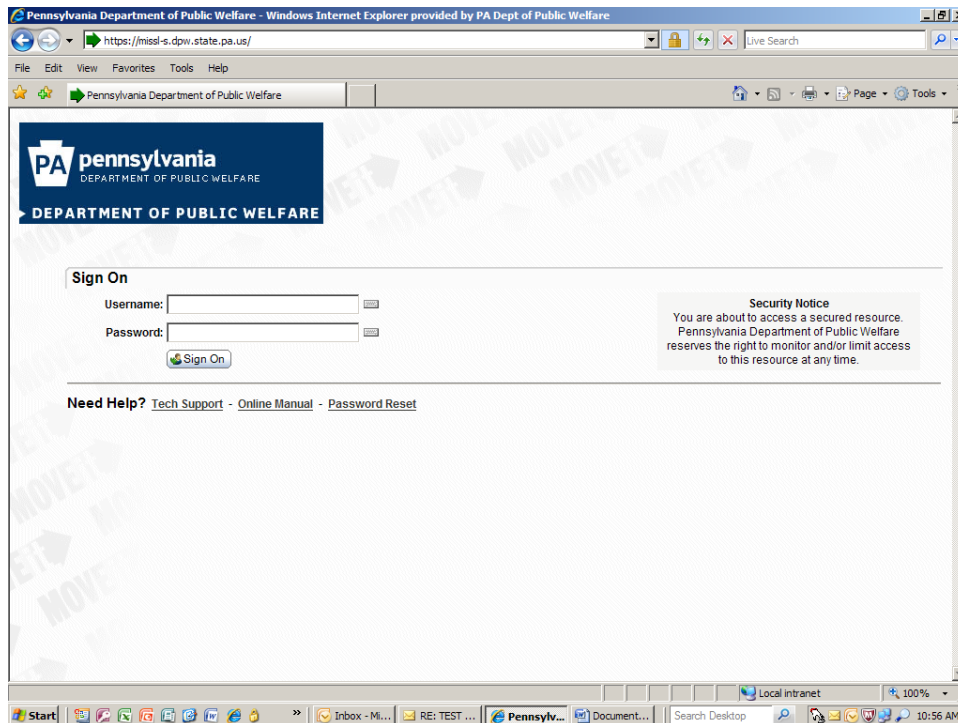 Pennsylvania Department of Public Welfare - Windows Internet Explorer provided by PA Dept of Public Welfare
https://missl-s.dpw.state.pa.us/
Live Search
File Edit View Favorites Tools Help
Pennsylvania Department of Public Welfare
Page Tools
PA pennsylvania
DEPARTMENT OF PUBLIC WELFARE
DEPARTMENT OF PUBLIC WELFARE
Sign On
Username:
Password:
Sign On
Security Notice
You are about to access a secured resource.
Pennsylvania Department of Public Welfare
reserves the right to monitor and/or limit access
to this resource at any time.
Need Help? Tech Support - Online Manual - Password Reset
Local intranet 100%
Start Inbox - Mi... RE: TEST ... Pennsylv... Document... Search Desktop 10:56 AM